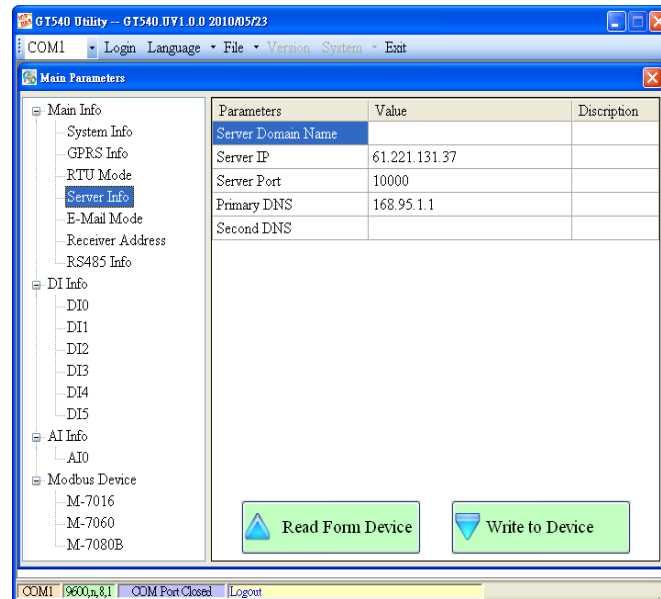 GT540 Utility -- GT540.UV1.0.0 2010/05/23
COM1 Login Language File Version System Exit
Main Parameters
Main Info
System Info
GPRS Info
RTU Mode
Server Info
E-Mail Mode
Receiver Address
RS485 Info
DI Info
DI0
DI1
DI2
DI3
DI4
DI5
AI Info
AI0
Modbus Device
M-7016
M-7060
M-7080B
Parameters Value Discription
Server Domain Name
Server IP 61.221.131.37
Server Port 10000
Primary DNS 168.95.1.1
Second DNS
Read Form Device Write to Device
COM1 9600,n,8,1 COM Port Closed Logout